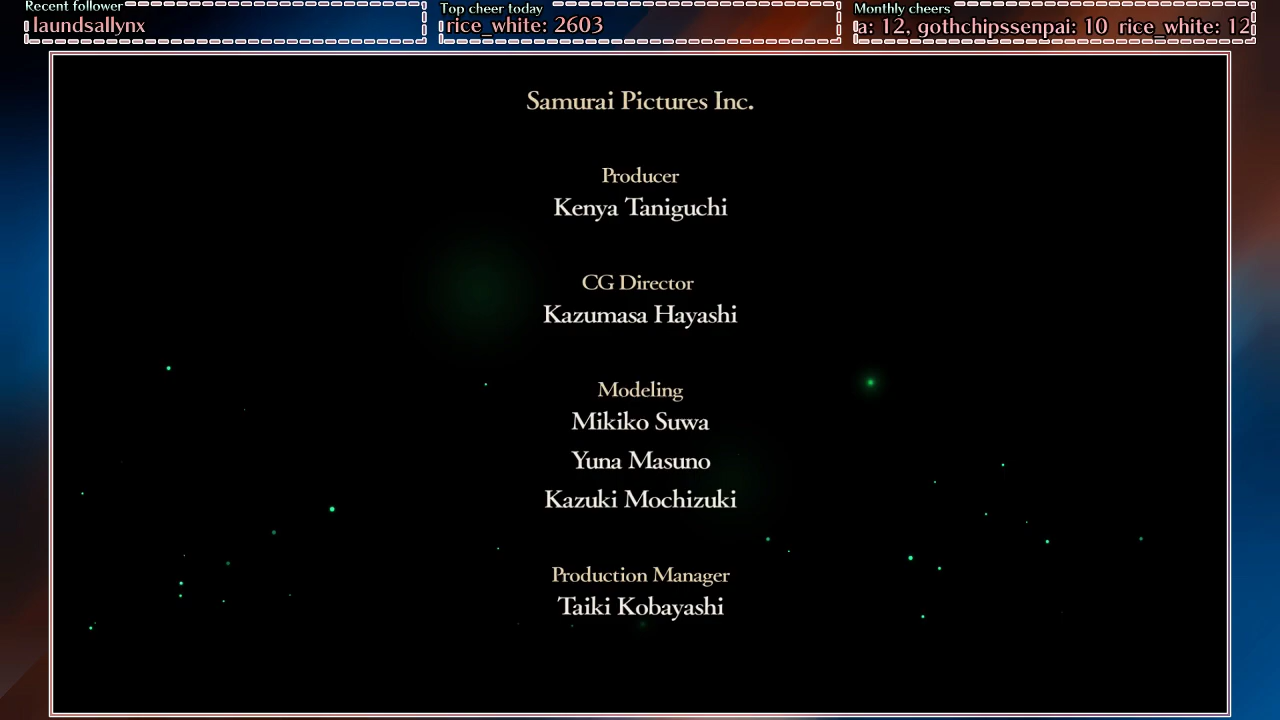 Recent follower
laundsallynx
Top cheer today
rice_white: 2603
Monthly cheers
a: 12, gothchipssenpai: 10  rice_white: 12
Samurai Pictures Inc.
Producer
Kenya Taniguchi
CG Director
Kazumasa Hayashi
Modeling
Mikiko Suwa
Yuna Masuno
Kazuki Mochizuki
Production Manager
Taiki Kobayashi